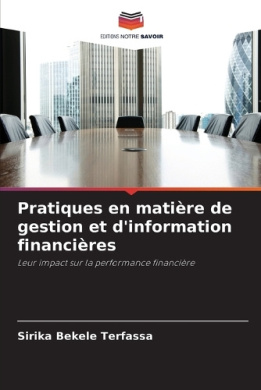 EDITIONS NOTRE SAVOIR
Pratiques en matière de
gestion et d'information
financières
Leur impact sur la performance financière
Sirika Bekele Terfassa